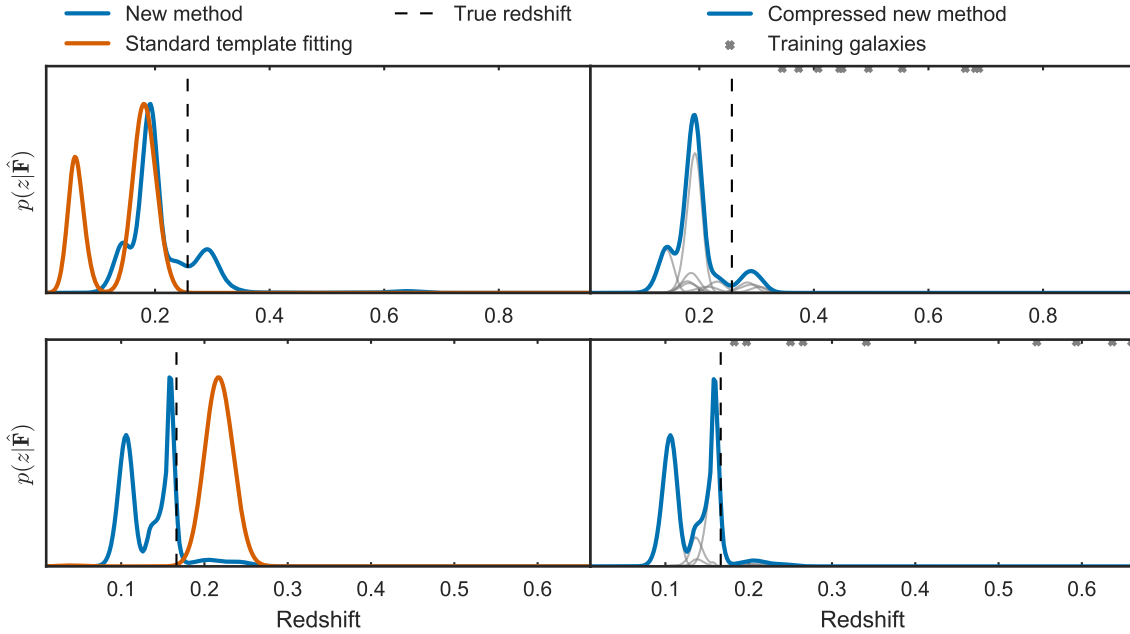 New method
True redshift
Compressed new method
Standard template fitting
Training galaxies
p(z|F̂)
0.2 0.4 0.6 0.8
0.2 0.4 0.6 0.8
p(z|F̂)
0.1 0.2 0.3 0.4 0.5 0.6
0.1 0.2 0.3 0.4 0.5 0.6
Redshift
Redshift